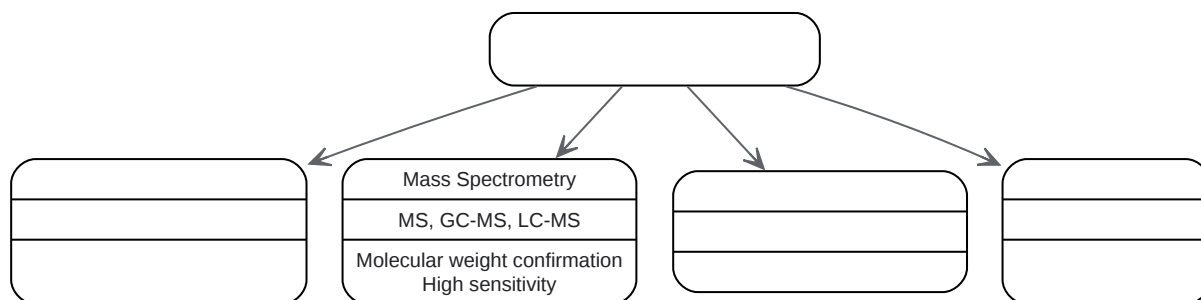 Mass Spectrometry
MS, GC-MS, LC-MS
Molecular weight confirmation
High sensitivity